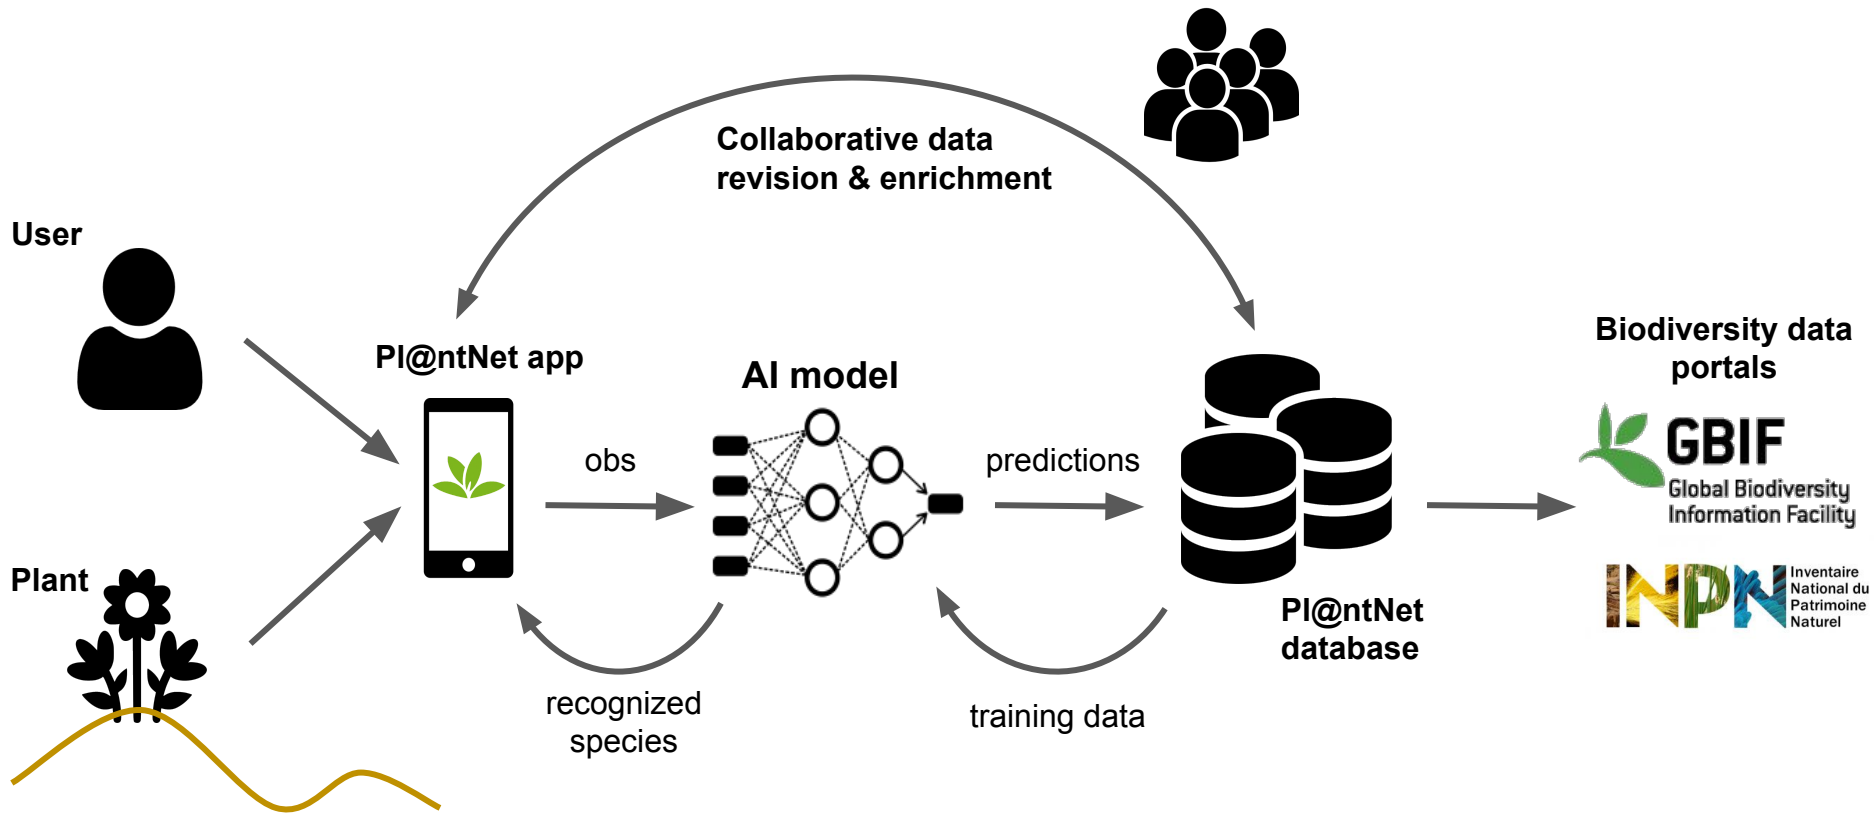 Collaborative data
revision & enrichment
User
Pl@ntNet app
AI model
Biodiversity data
portals
obs
predictions
GBIF
Global Biodiversity
Information Facility
Plant
INPN
Inventaire
National du
Patrimoine
Naturel
Pl@ntNet
database
recognized
species
training data